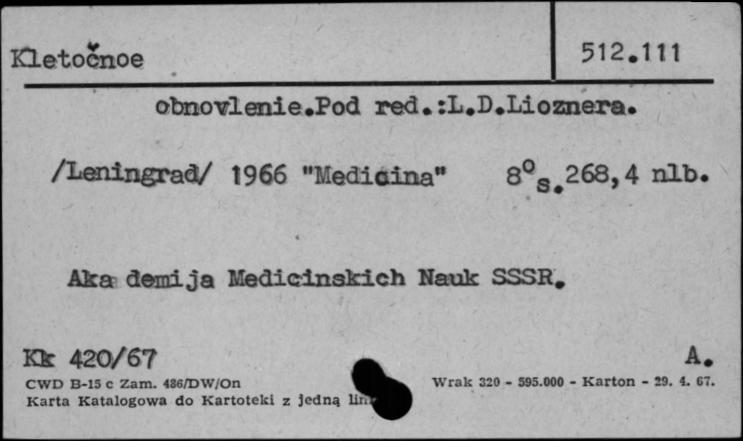 Kletočnoe
512.111
obnovlenie.Pod red.:L.D.Lioznera.
/Leningrad/ 1966 "Medicina" 8° s.268,4 nlb.
Akademija Medicinskich Nauk SSSR.
Kk 420/67
A.
CWD B-15 c Zam. 486/DW/On
Wrak 320 - 595.000 - Karton - 29. 4. 67.
Karta Katalogowa do Kartoteki z jedną